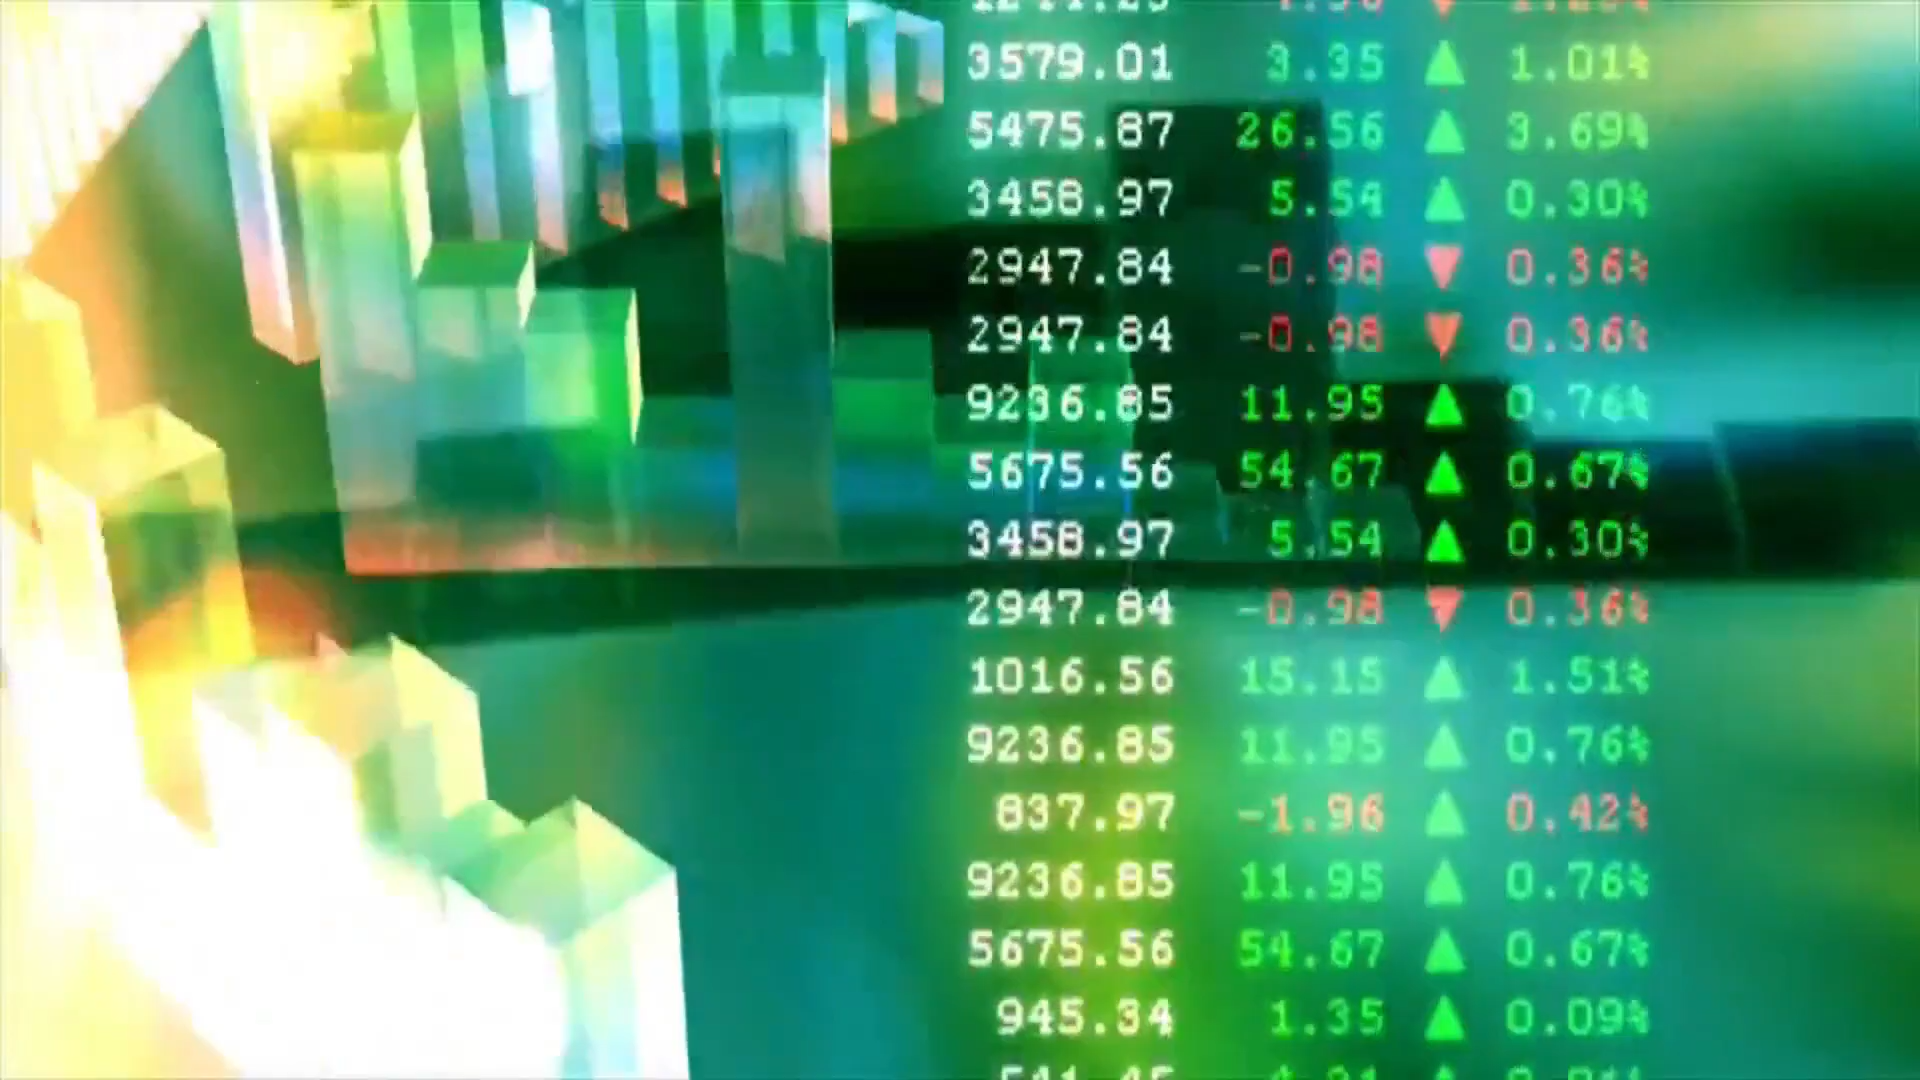 3579.01 3.35 ▲ 1.01%
5475.87 26.56 ▲ 3.69%
3458.97 5.54 ▲ 0.30%
2947.84 -0.98 ▼ 0.36%
2947.84 -0.98 ▼ 0.36%
9236.85 11.95 ▲ 0.76%
5675.56 54.67 ▲ 0.67%
3458.97 5.54 ▲ 0.30%
2947.84 -0.98 ▼ 0.36%
1016.56 15.15 ▲ 1.51%
9236.85 11.95 ▲ 0.76%
837.97 -1.96 ▲ 0.42%
9236.85 11.95 ▲ 0.76%
5675.56 54.67 ▲ 0.67%
945.34 1.35 ▲ 0.09%